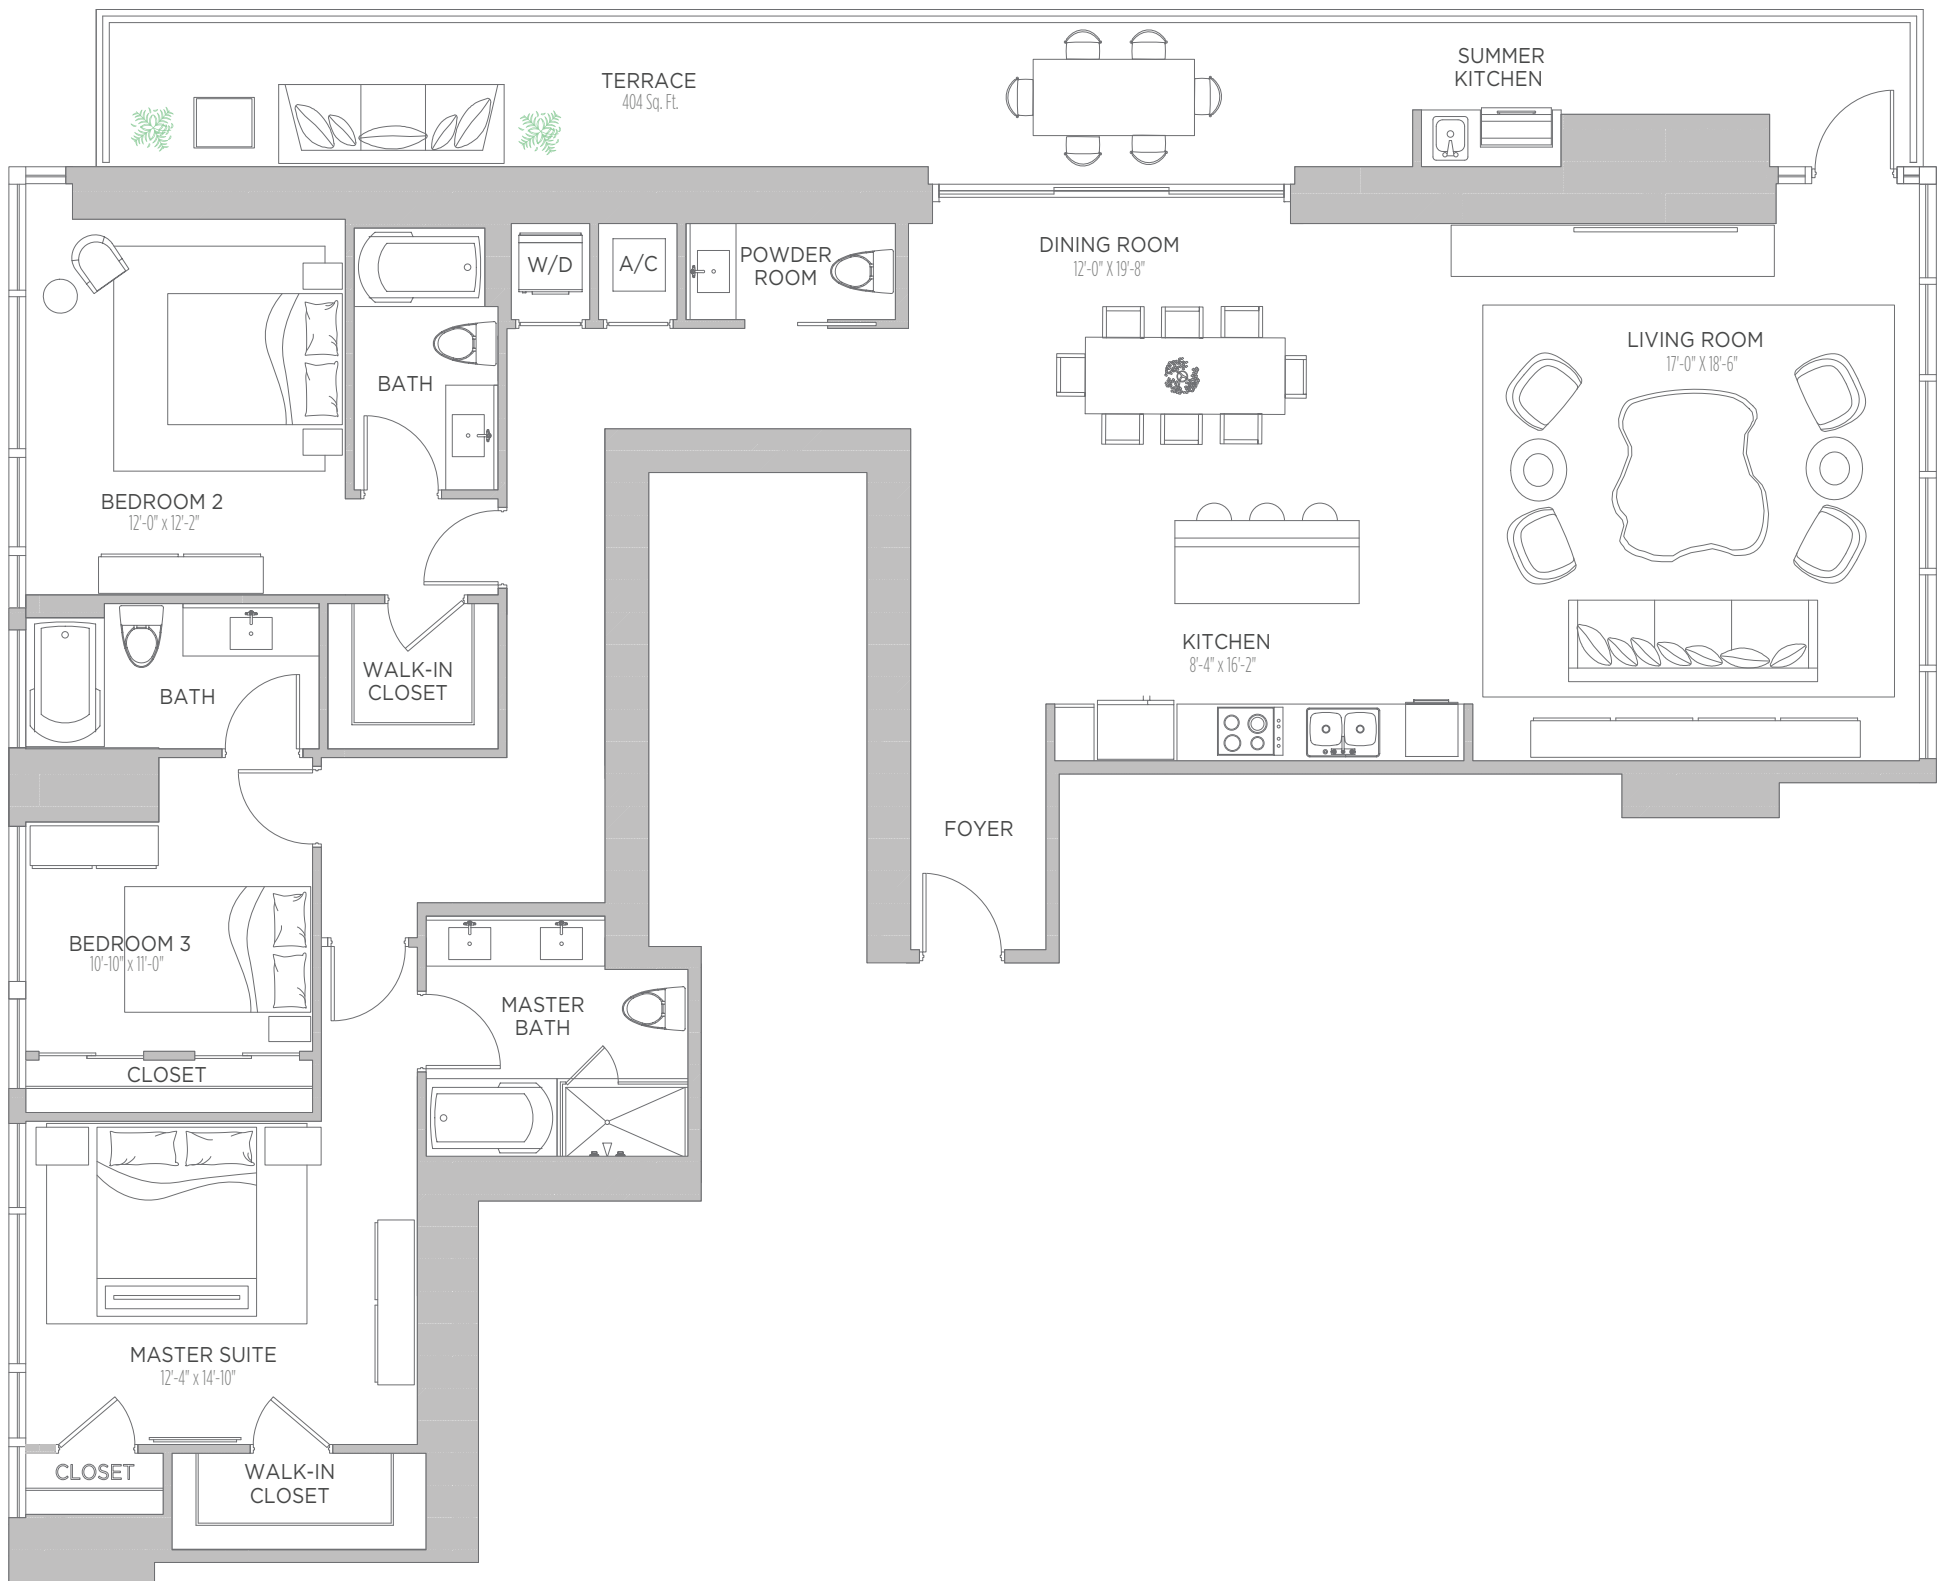 TERRACE
404 Sq. Ft.
SUMMER
KITCHEN
W/D
A/C
POWDER
ROOM
DINING ROOM
12'-0" X 19'-8"
LIVING ROOM
17'-0" X 18'-6"
BATH
BEDROOM 2
12'-0" x 12'-2"
WALK-IN
CLOSET
BATH
KITCHEN
8'-4" x 16'-2"
FOYER
BEDROOM 3
10'-10" x 11'-0"
MASTER
BATH
CLOSET
MASTER SUITE
12'-4" x 14'-10"
CLOSET
WALK-IN
CLOSET